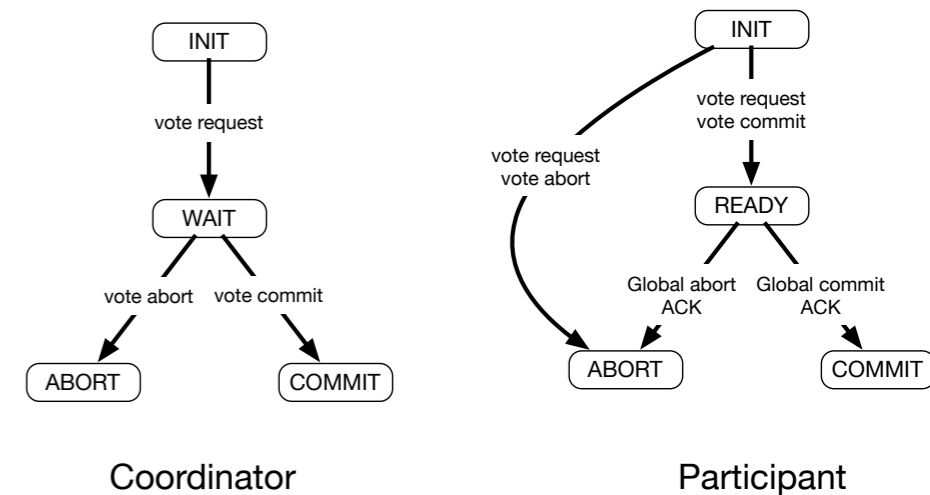 INIT
vote request
WAIT
vote abort
vote commit
ABORT
COMMIT
Coordinator
INIT
vote request
vote commit
vote request
vote abort
READY
Global abort
ACK
Global commit
ACK
ABORT
COMMIT
Participant